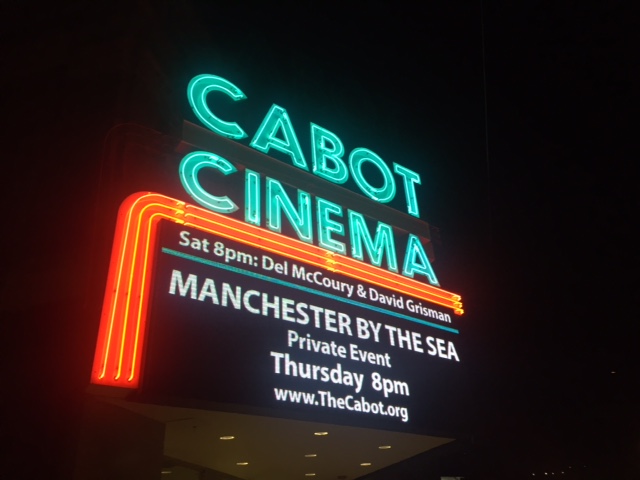 CABOT
CINEMA
Sat 8pm: Del McCoury & David Grisman
MANCHESTER BY THE SEA
Private Event
Thursday 8pm
www.TheCabot.org